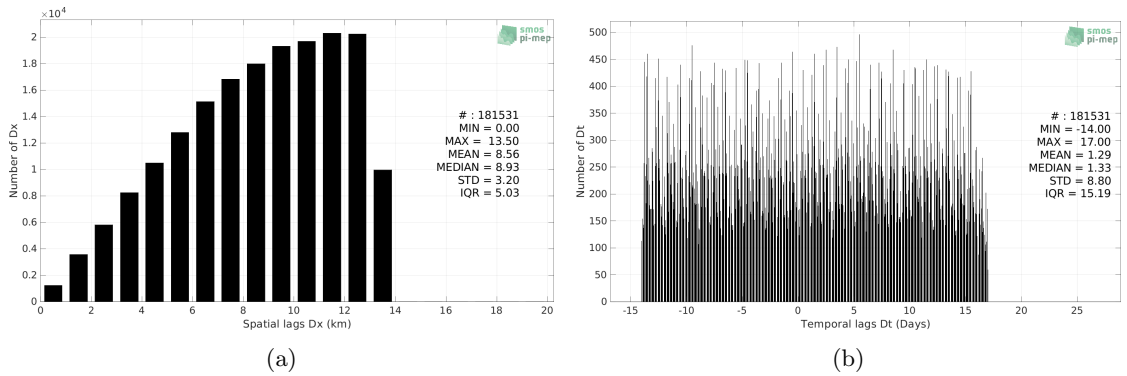 ×10⁴
2
1.8
1.6
1.4
1.2
1
0.8
0.6
0.4
0.2
0
Number of Dx
smos
pi-mep
# : 181531
MIN = 0.00
MAX = 13.50
MEAN = 8.56
MEDIAN = 8.93
STD = 3.20
IQR = 5.03
0 2 4 6 8 10 12 14 16 18 20
Spatial lags Dx (km)
(a)
500
450
400
350
300
250
200
150
100
50
0
Number of Dt
smos
pi-mep
# : 181531
MIN = -14.00
MAX = 17.00
MEAN = 1.29
MEDIAN = 1.33
STD = 8.80
IQR = 15.19
-15 -10 -5 0 5 10 15 20 25
Temporal lags Dt (Days)
(b)